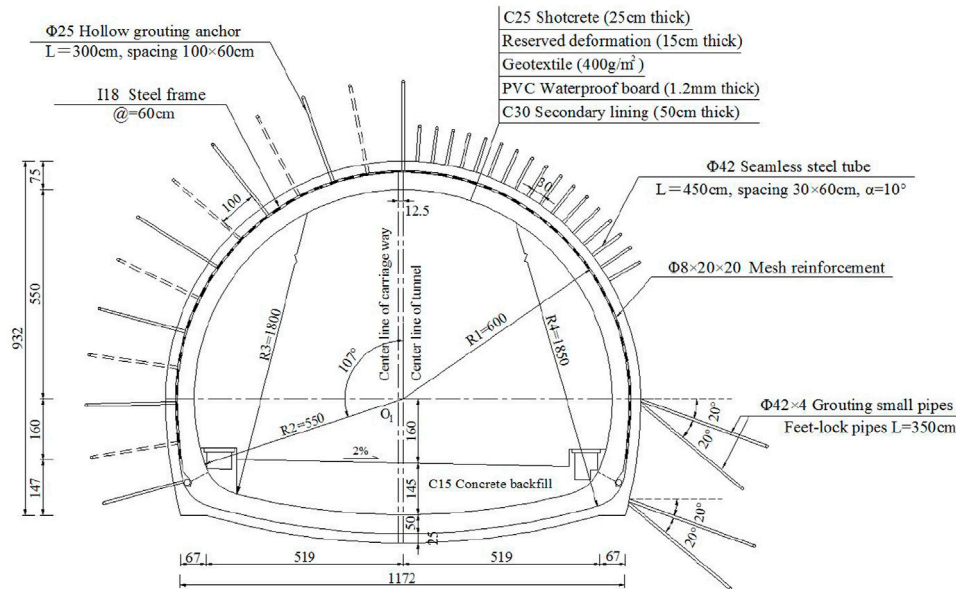 Φ25 Hollow grouting anchor
L=300cm, spacing 100×60cm
I18 Steel frame
@=60cm
C25 Shotcrete (25cm thick)
Reserved deformation (15cm thick)
Geotextile (400g/m²)
PVC Waterproof board (1.2mm thick)
C30 Secondary lining (50cm thick)
Φ42 Seamless steel tube
L=450cm, spacing 30×60cm, α=10°
Φ8×20×20 Mesh reinforcement
Φ42×4 Grouting small pipes
Feet-lock pipes L=350cm
100
30
12.5
Center line of carriage way
Center line of tunnel
R1=600
R2=550
R3=1800
R4=1850
107°
O1
2%
C15 Concrete backfill
160
145
50
25
20°
20°
20°
20°
932
75
550
160
147
67
519
519
67
1172